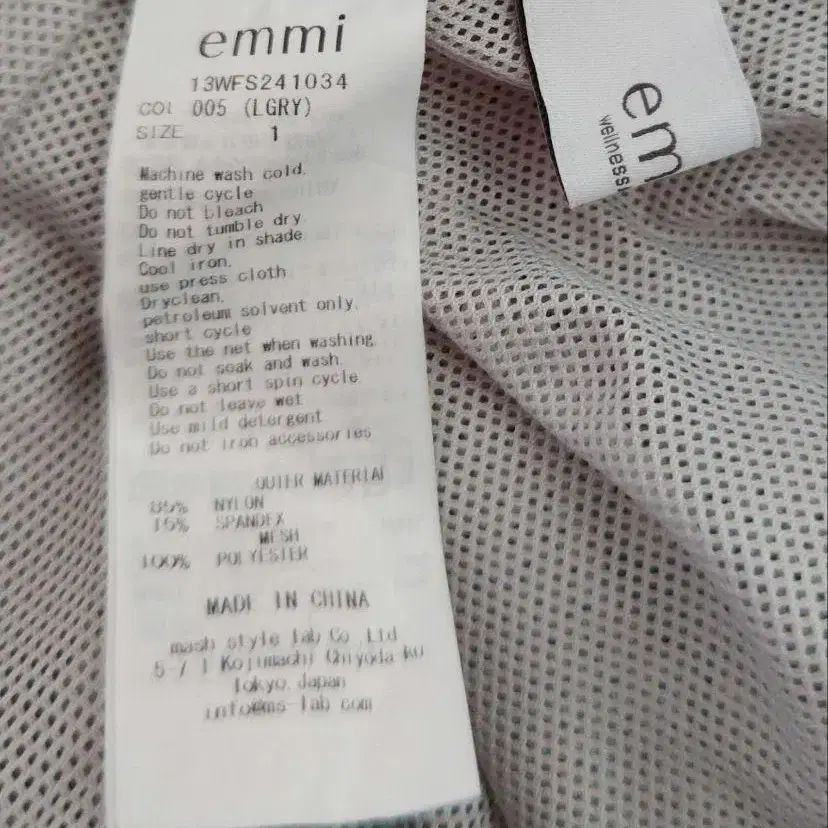 emmi
13WFS241034
COL 005 (LGRY)
SIZE 1
Machine wash cold.
gentle cycle
Do not bleach
Do not tumble dry
Line dry in shade
Cool iron.
use press cloth
Dryclean.
petroleum solvent only.
short cycle
Use the net when washing.
Do not soak and wash.
Use a short spin cycle
Do not leave wet
Use mild detergent
Do not iron accessories
OUTER MATERIAL
85% NYLON
15% SPANDEX
MESH
100% POLYESTER
MADE IN CHINA
mash style lab Co.,Ltd
5-7 1 Kojimachi Chiyoda ku
Tokyo.Japan
info@ms-lab com
em
wellness